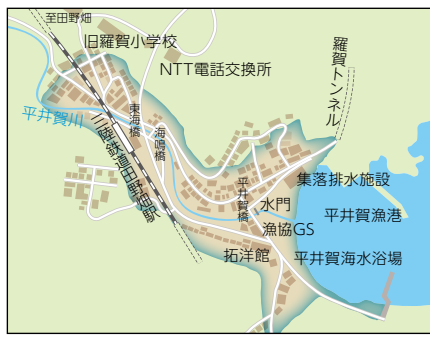 至田野畑
旧羅賀小学校
NTT電話交換所
羅賀トンネル
平井賀川
東海橋
海鳴橋
三陸鉄道田野畑駅
平井賀橋
集落排水施設
水門
平井賀漁港
漁協GS
拓洋館
平井賀海水浴場